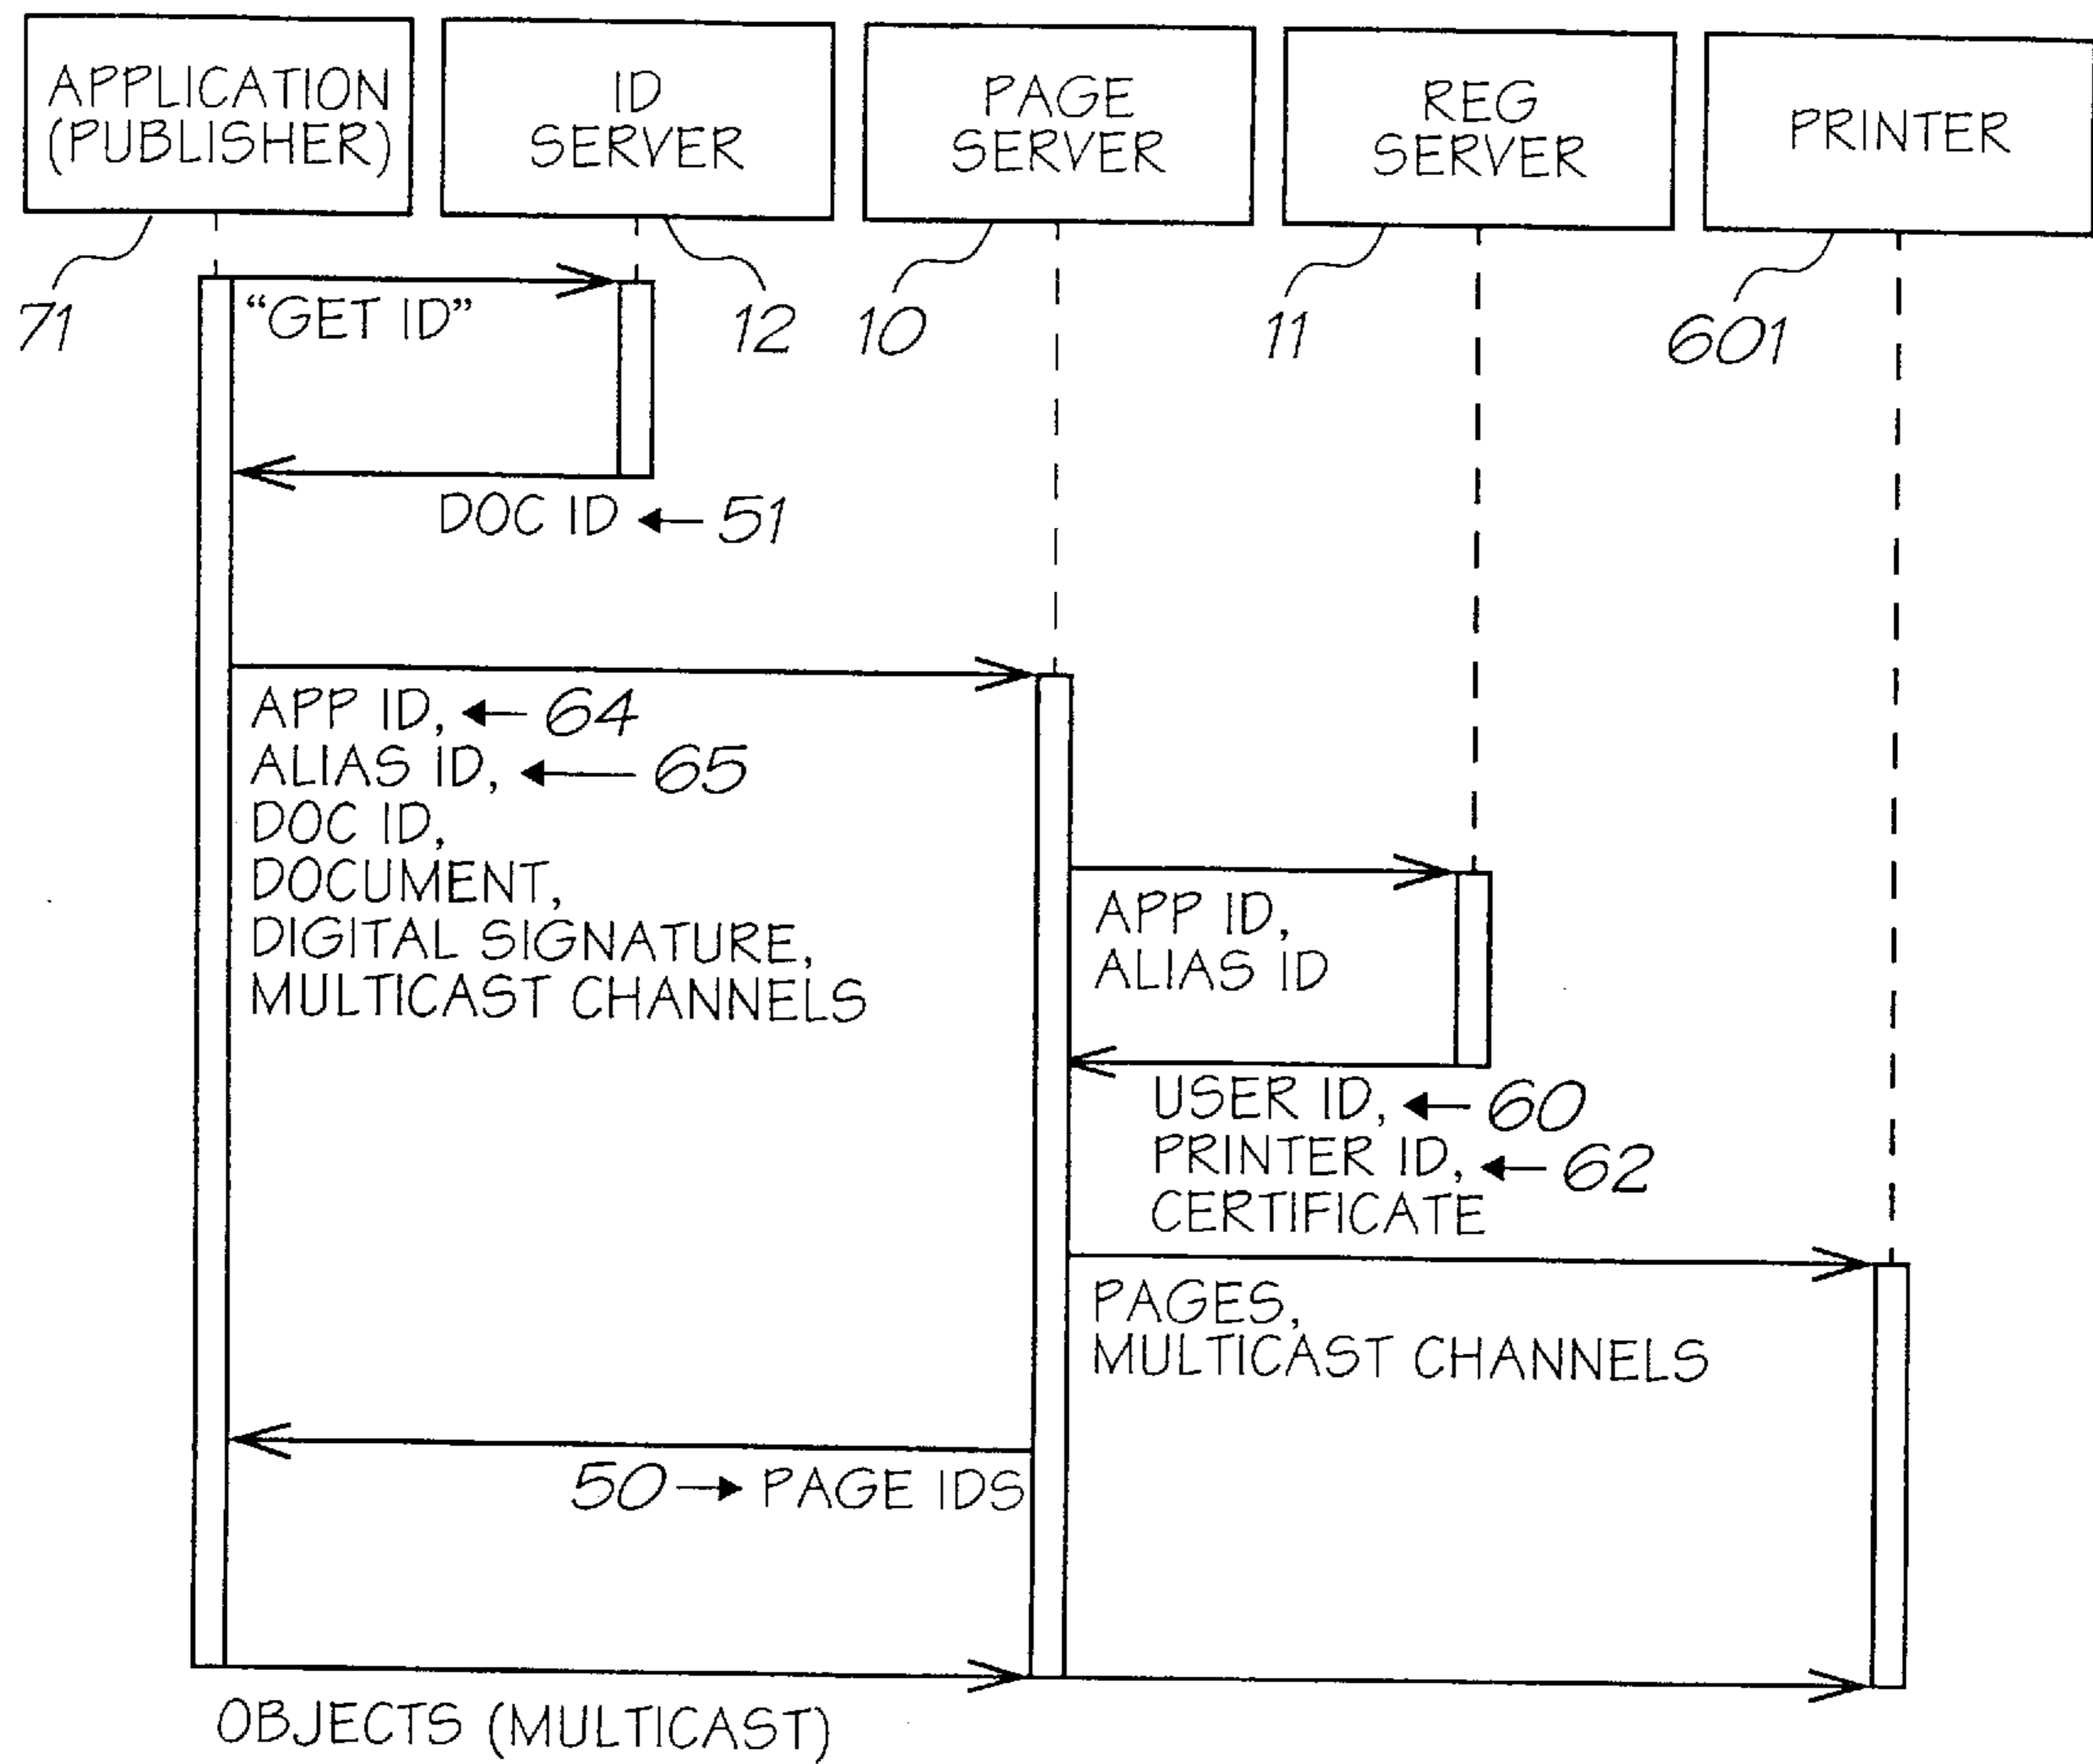 APPLICATION
(PUBLISHER)
ID
SERVER
PAGE
SERVER
REG
SERVER
PRINTER
71
12
10
11
601
“GET ID”
DOC ID 51
APP ID, 64
ALIAS ID, 65
DOC ID,
DOCUMENT,
DIGITAL SIGNATURE,
MULTICAST CHANNELS
APP ID,
ALIAS ID
USER ID, 60
PRINTER ID, 62
CERTIFICATE
PAGES,
MULTICAST CHANNELS
50 PAGE IDS
OBJECTS (MULTICAST)